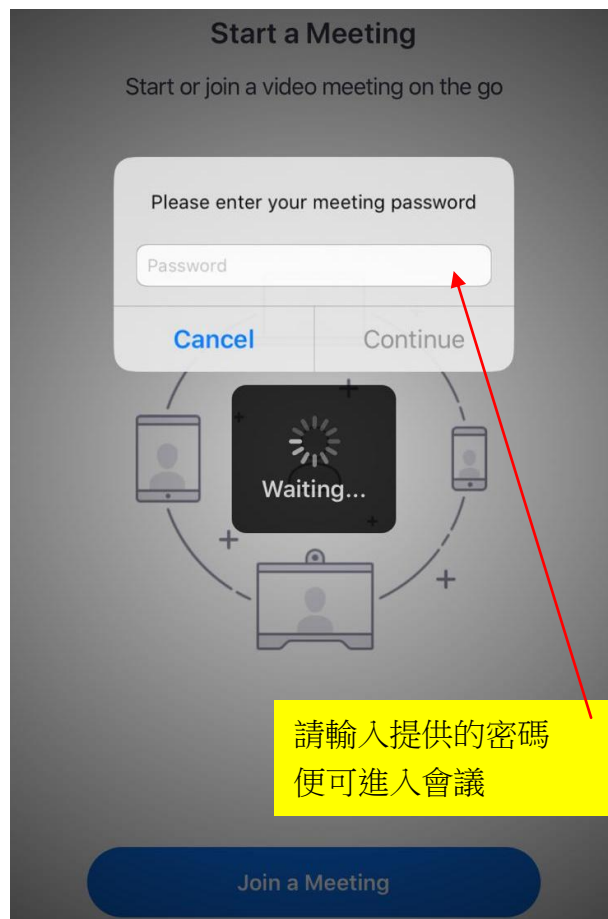 Start a Meeting
Start or join a video meeting on the go
Please enter your meeting password
Password
Cancel
Continue
Waiting...
請輸入提供的密碼
便可進入會議
Join a Meeting